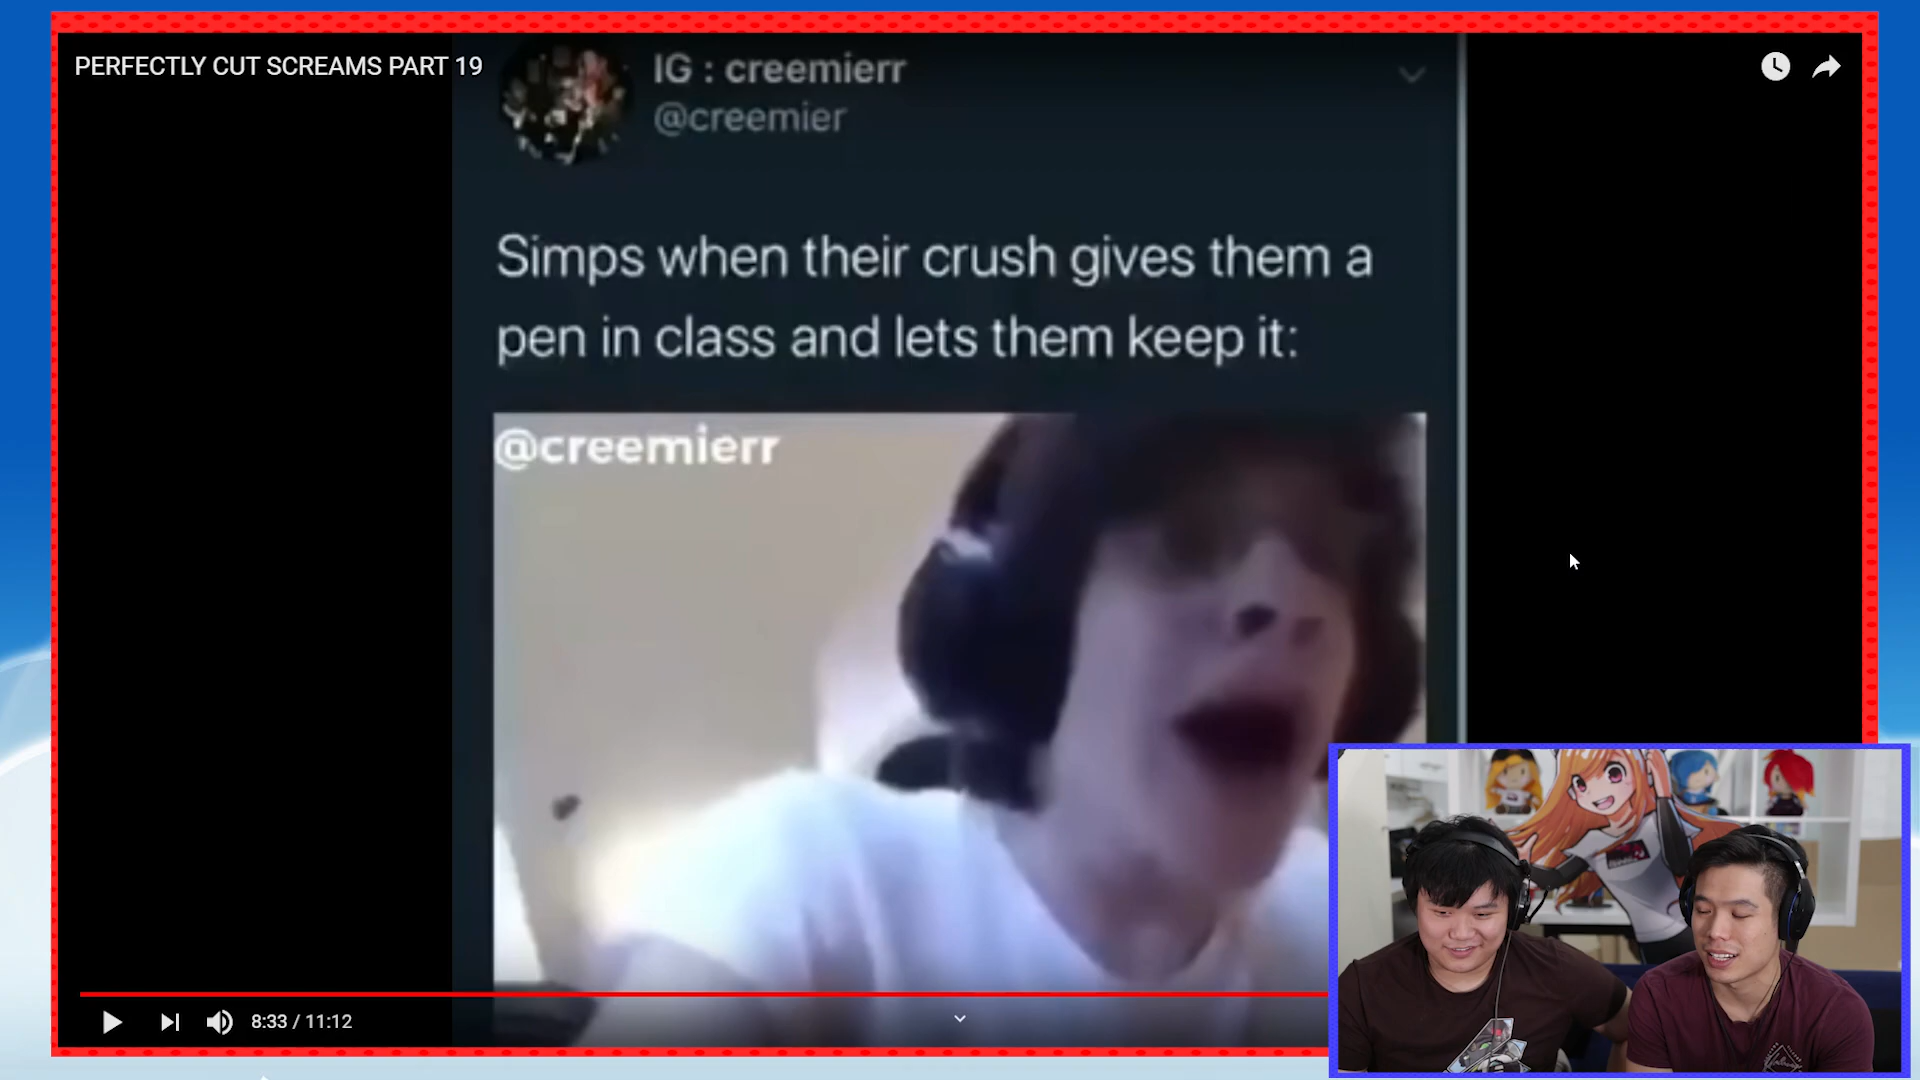 PERFECTLY CUT SCREAMS PART 19
IG : creemierr
@creemier
Simps when their crush gives them a
pen in class and lets them keep it:
@creemierr
8:33 / 11:12